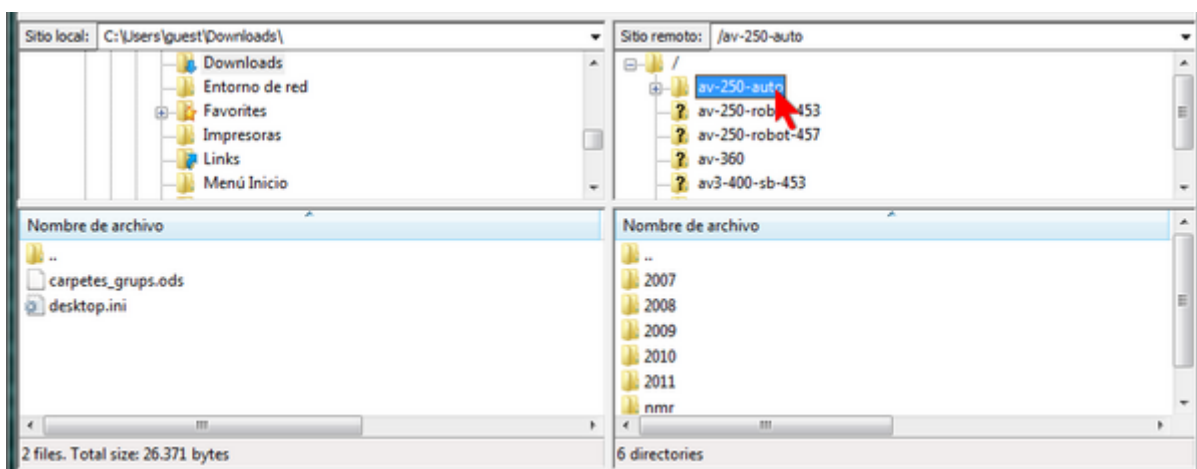 Sitio local: C:\Users\guest\Downloads\
Downloads
Entorno de red
Favorites
Impresoras
Links
Menú Inicio
Nombre de archivo
..
carpetes_grups.ods
desktop.ini
2 files. Total size: 26.371 bytes
Sitio remoto: /av-250-auto
/
av-250-auto
? av-250-robot-453
? av-250-robot-457
? av-360
? av3-400-sb-453
Nombre de archivo
..
2007
2008
2009
2010
2011
nmr
6 directories